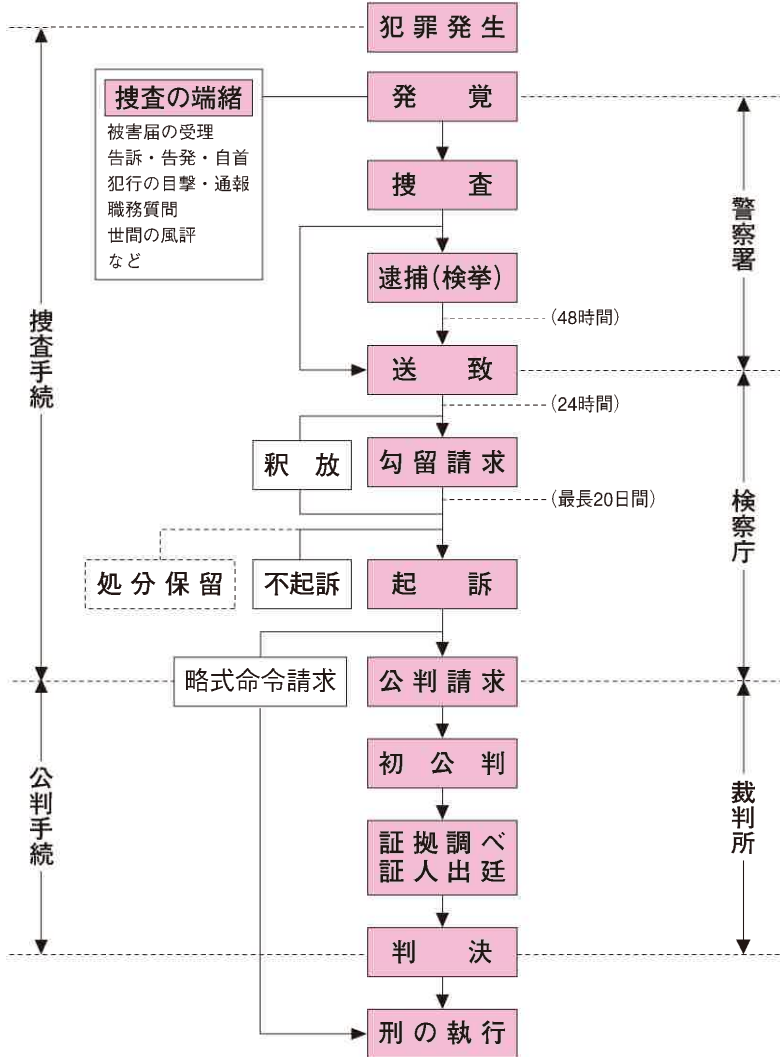 犯罪発生
捜査の端緒
被害届の受理
告訴・告発・自首
犯行の目撃・通報
職務質問
世間の風評
など
発覚
捜査
逮捕(検挙)
(48時間)
送致
(24時間)
釈放
勾留請求
(最長20日間)
処分保留
不起訴
起訴
略式命令請求
公判請求
初公判
証拠調べ
証人出廷
判決
刑の執行
捜査手続
公判手続
警察署
検察庁
裁判所